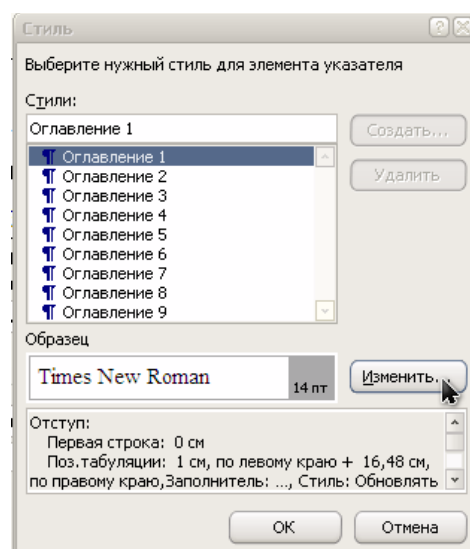 Стиль
Выберите нужный стиль для элемента указателя
Стили:
Оглавление 1
Создать...
¶ Оглавление 1
Удалить
¶ Оглавление 2
¶ Оглавление 3
¶ Оглавление 4
¶ Оглавление 5
¶ Оглавление 6
¶ Оглавление 7
¶ Оглавление 8
¶ Оглавление 9
Образец
Times New Roman
14 пт
Изменить...
Отступ:
Первая строка: 0 см
Поз.табуляции: 1 см, по левому краю + 16,48 см,
по правому краю,Заполнитель: ..., Стиль: Обновлять
ОК
Отмена